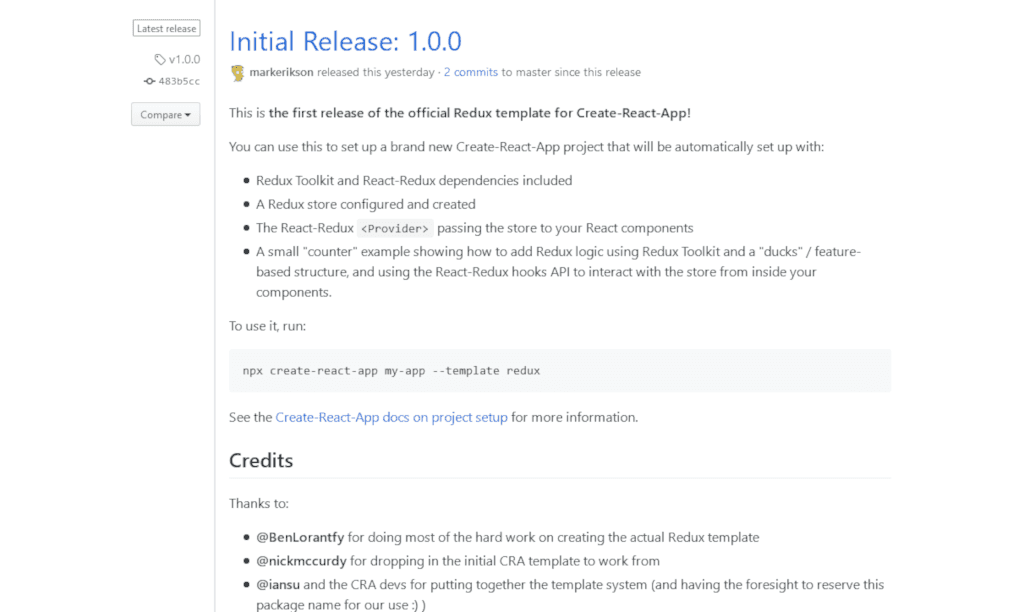 Latest release
v1.0.0
483b5cc
Compare
Initial Release: 1.0.0
markerikson released this yesterday · 2 commits to master since this release
This is the first release of the official Redux template for Create-React-App!
You can use this to set up a brand new Create-React-App project that will be automatically set up with:
Redux Toolkit and React-Redux dependencies included
A Redux store configured and created
The React-Redux <Provider> passing the store to your React components
A small "counter" example showing how to add Redux logic using Redux Toolkit and a "ducks" / feature-
based structure, and using the React-Redux hooks API to interact with the store from inside your
components.
To use it, run:
npx create-react-app my-app --template redux
See the Create-React-App docs on project setup for more information.
Credits
Thanks to:
@BenLorantfy for doing most of the hard work on creating the actual Redux template
@nickmccurdy for dropping in the initial CRA template to work from
@iansu and the CRA devs for putting together the template system (and having the foresight to reserve this
package name for our use :) )